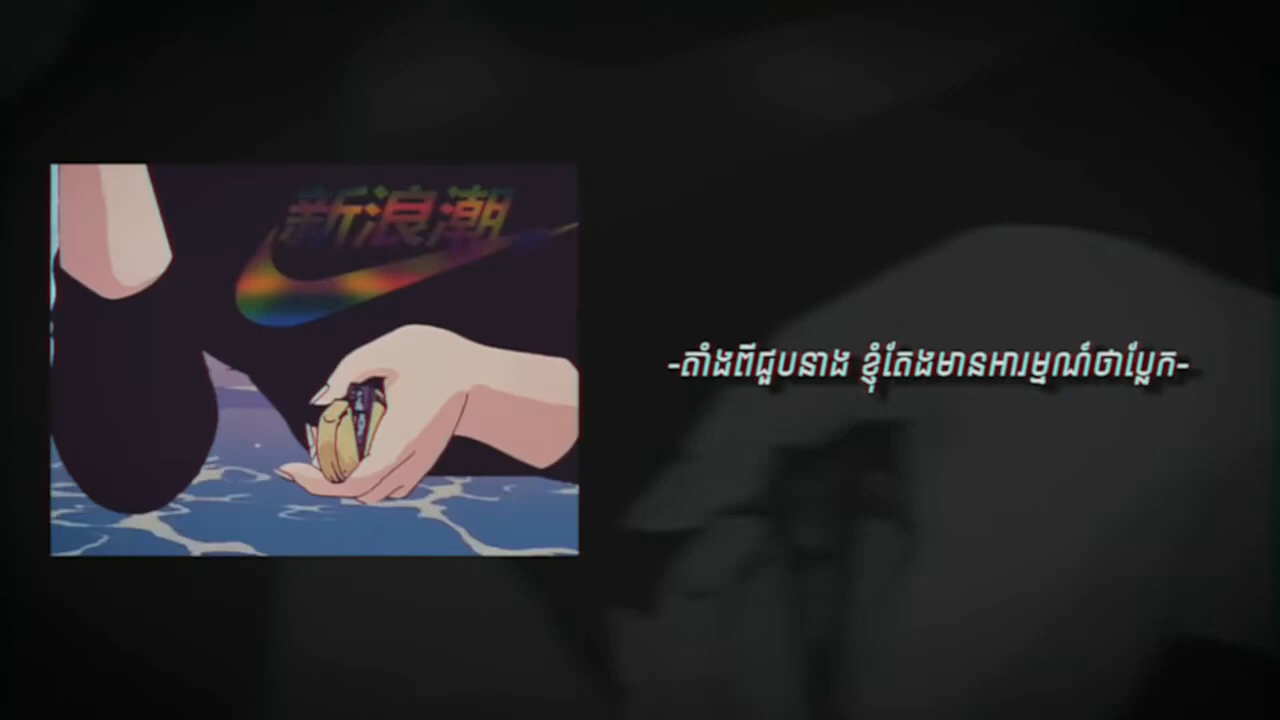 新浪潮
-តាំងពីជួបនាង ខ្ញុំតែងមានអារម្មណ៍ថាប្លែក-